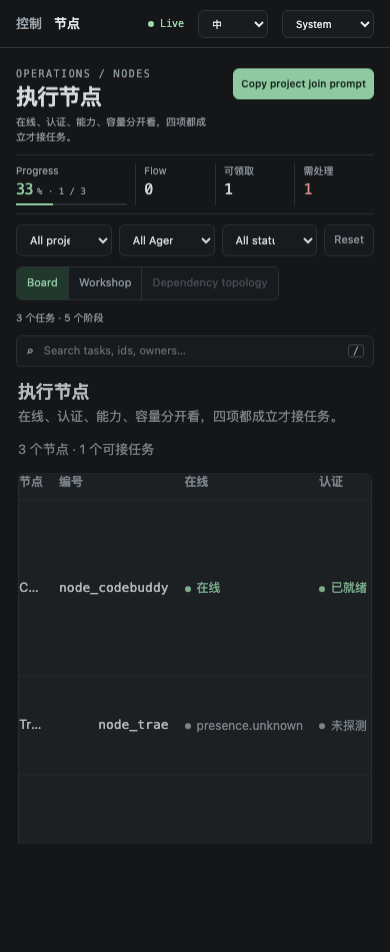 控制 节点 Live 中 System
OPERATIONS / NODES
执行节点
Copy project join prompt
在线、认证、能力、容量分开看，四项都成立才接任务。
Progress Flow 可领取 需处理
33 % · 1 / 3 0 1 1
All proje All Ager All statu Reset
Board Workshop Dependency topology
3 个任务 · 5 个阶段
Search tasks, ids, owners… /
执行节点
在线、认证、能力、容量分开看，四项都成立才接任务。
3 个节点 · 1 个可接任务
节点 编号 在线 认证
C… node_codebuddy 在线 已就绪
Tr… node_trae presence.unknown 未探测